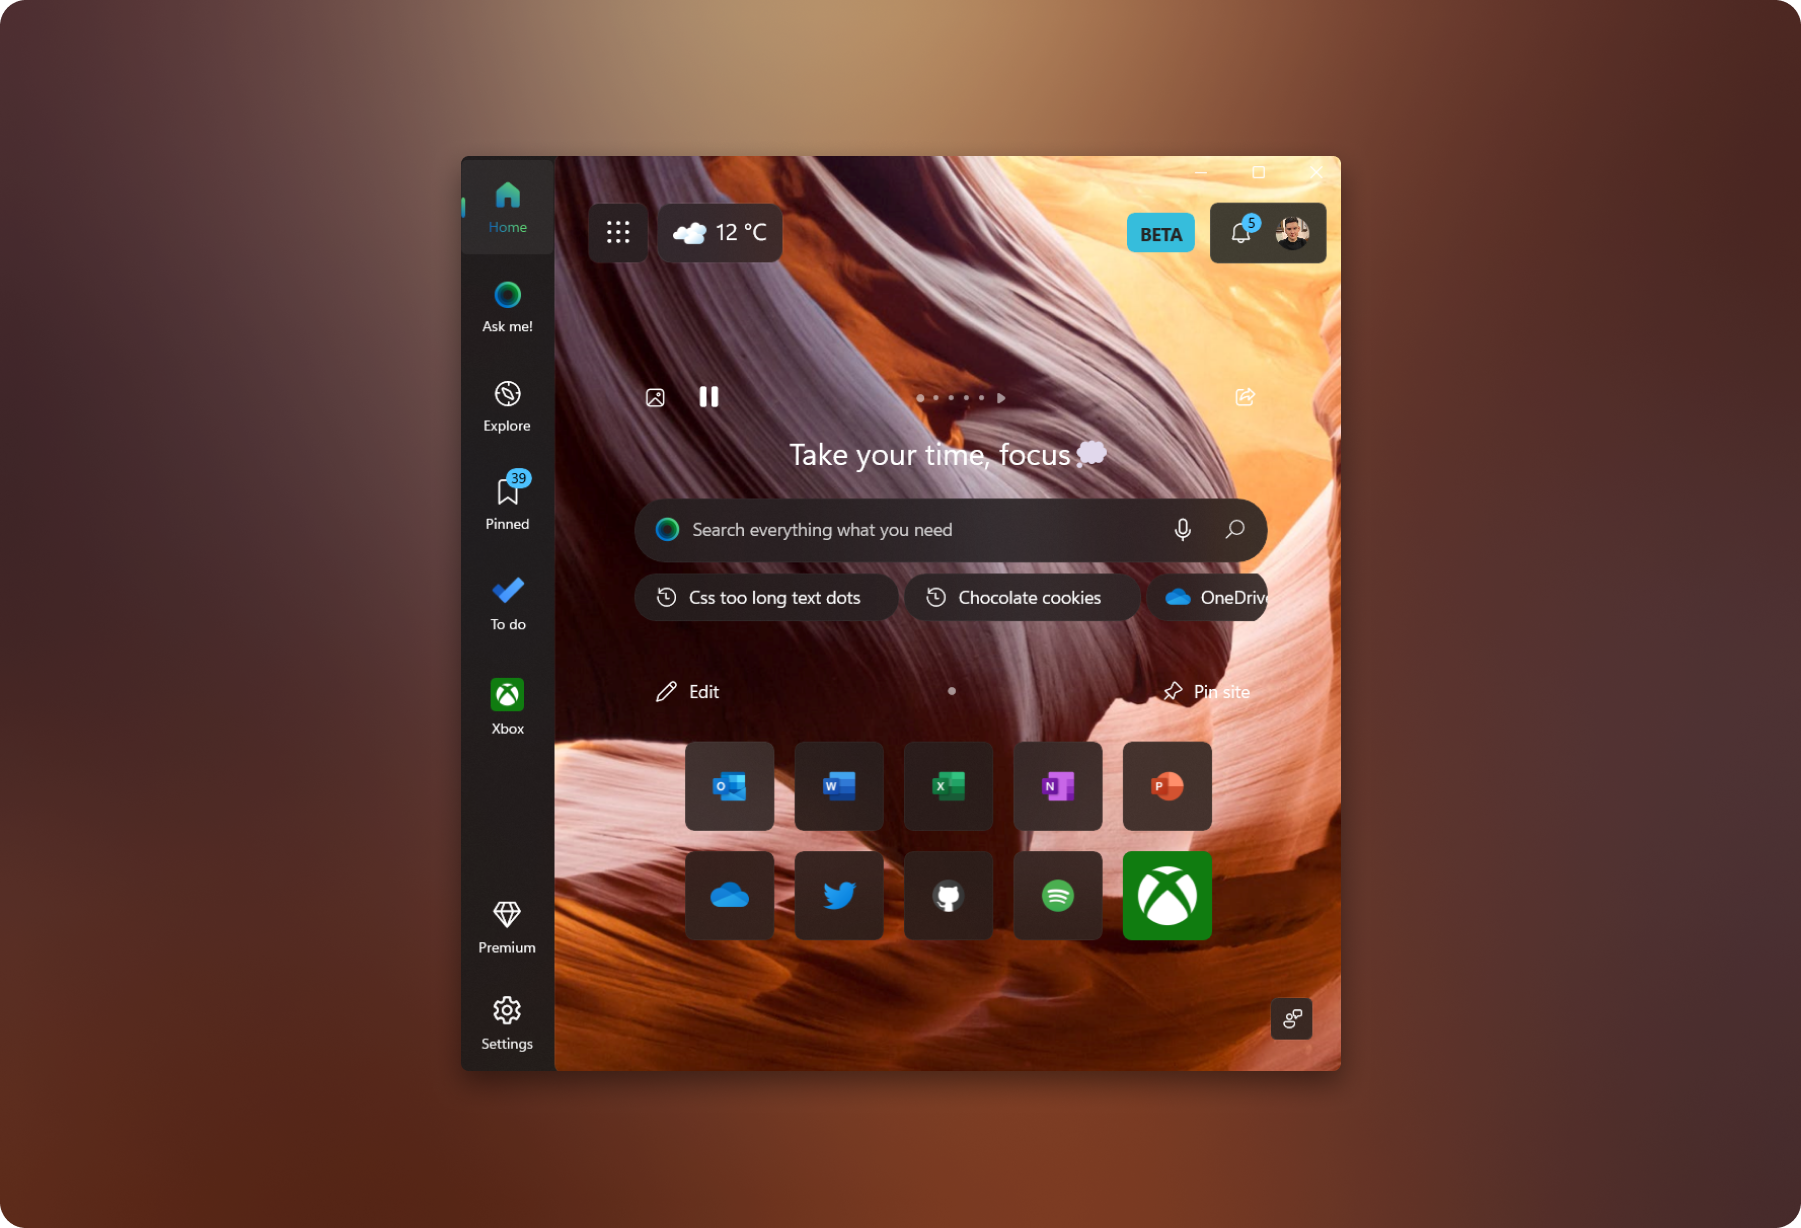 Home
Ask me!
Explore
39
Pinned
To do
Xbox
Premium
Settings
12 °C
BETA
5
Take your time, focus
Search everything what you need
Css too long text dots
Chocolate cookies
OneDrive
Edit
Pin site
O
W
X
N
P